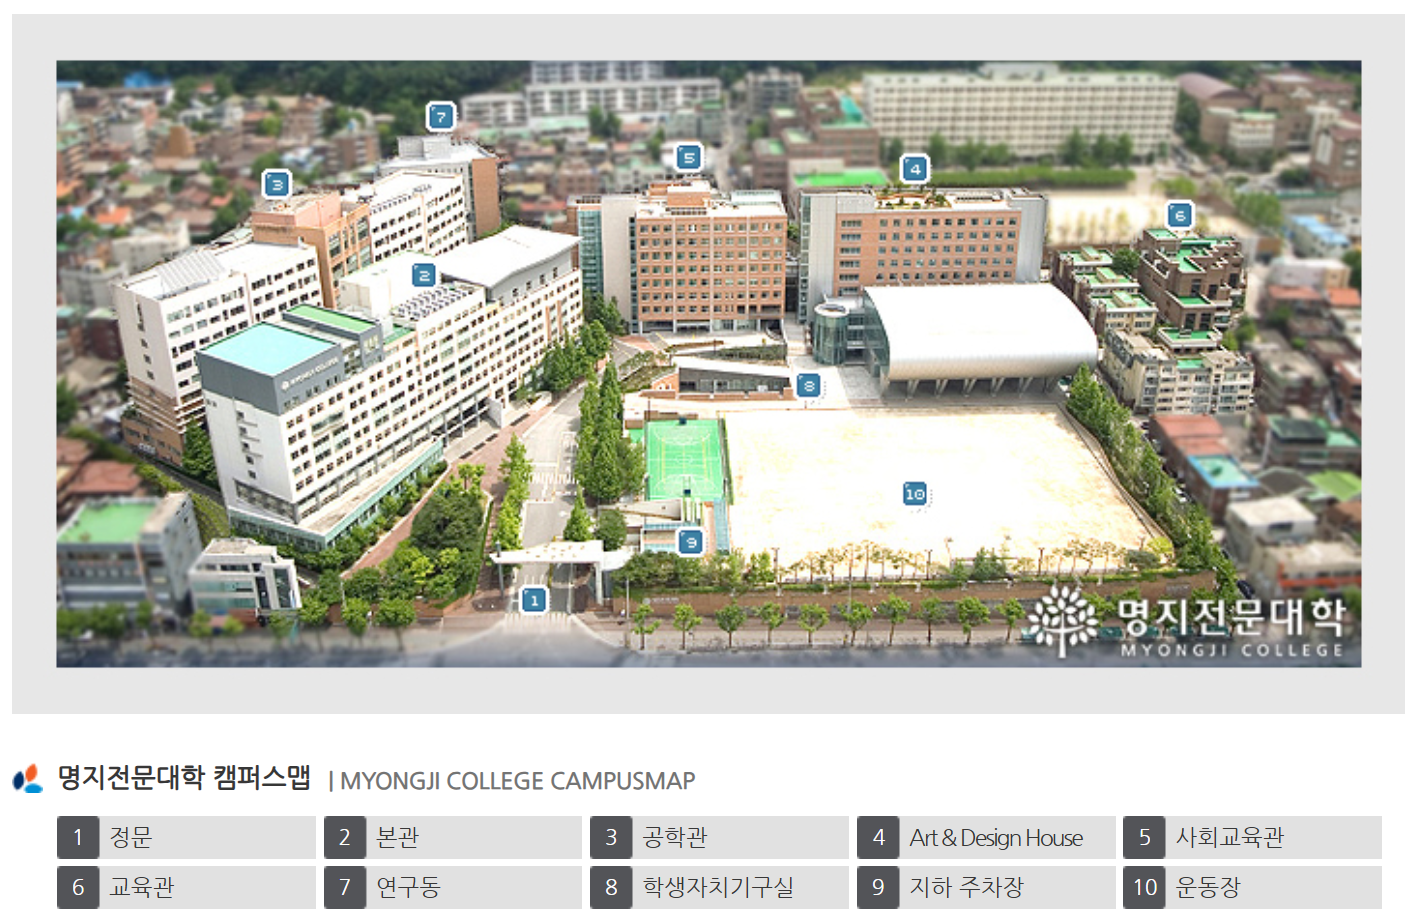 7
5
4
3
6
2
MYONGJI COLLEGE
8
10
9
1
명지전문대학
MYONGJI COLLEGE
명지전문대학 캠퍼스맵 | MYONGJI COLLEGE CAMPUSMAP
1 정문 2 본관 3 공학관 4 Art & Design House 5 사회교육관
6 교육관 7 연구동 8 학생자치기구실 9 지하 주차장 10 운동장